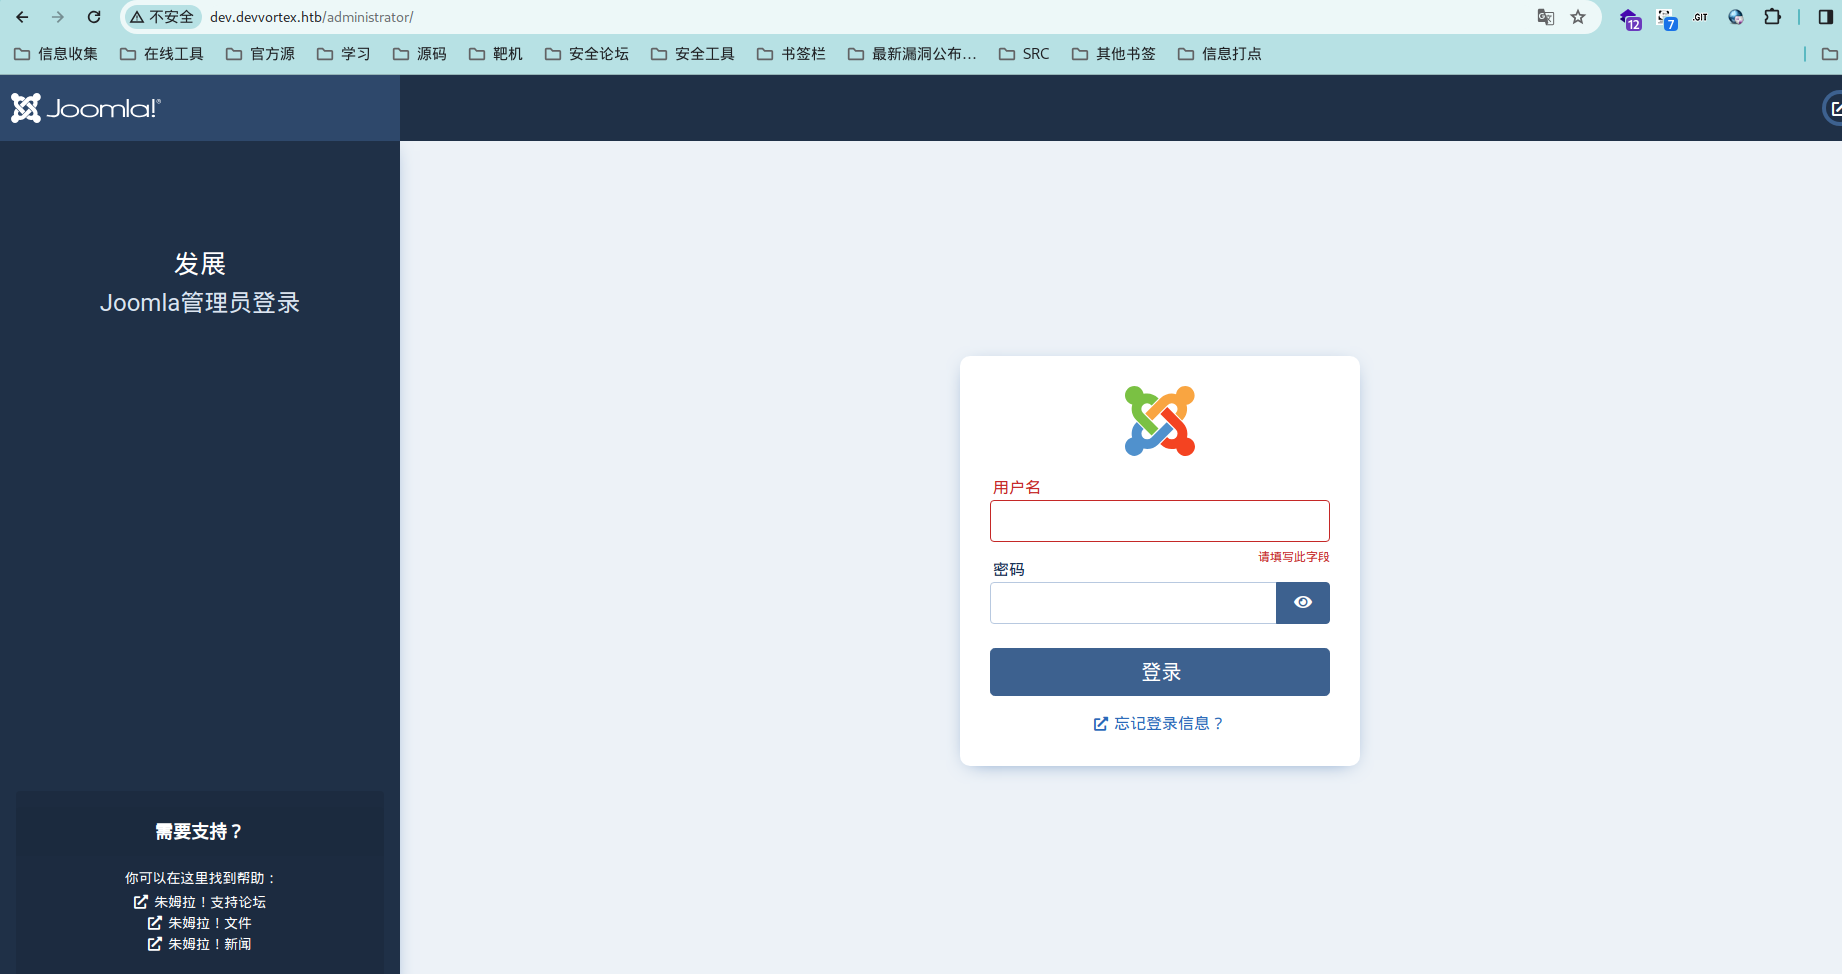 不安全 dev.devvortex.htb/administrator/ 12 7 .GIT
信息收集 在线工具 官方源 学习 源码 靶机 安全论坛 安全工具 书签栏 最新漏洞公布… SRC 其他书签 信息打点
Joomla!®
发展
Joomla管理员登录
用户名
请填写此字段
密码
登录
忘记登录信息？
需要支持？
你可以在这里找到帮助：
朱姆拉！支持论坛
朱姆拉！文件
朱姆拉！新闻